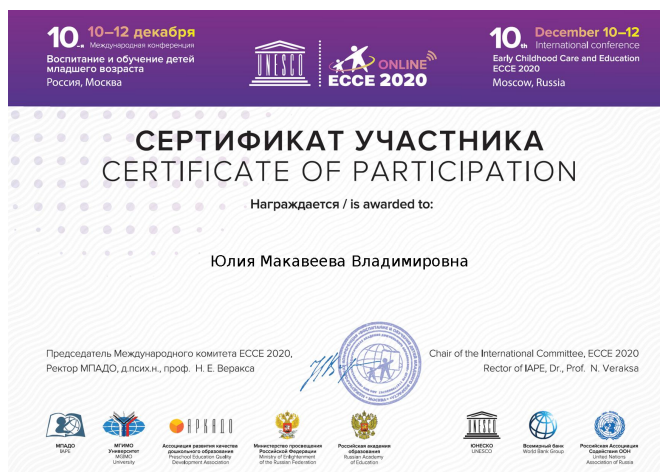 10-я 10–12 декабря
Международная конференция
Воспитание и обучение детей
младшего возраста
Россия, Москва
UNESCO
ONLINE
ECCE 2020
10th December 10–12
International conference
Early Childhood Care and Education
ECCE 2020
Moscow, Russia
СЕРТИФИКАТ УЧАСТНИКА
CERTIFICATE OF PARTICIPATION
Награждается / is awarded to:
Юлия Макавеева Владимировна
Председатель Международного комитета ECCE 2020,
Ректор МПАДО, д.псих.н., проф. Н. Е. Веракса
Chair of the International Committee, ECCE 2020
Rector of IAPE, Dr., Prof. N. Veraksa
МПАДО
IAPE
МГИМО
Университет
MGIMO
University
АРКАДО
Ассоциация развития качества
дошкольного образования
Preschool Education Quality
Development Association
Министерство просвещения
Российской Федерации
Ministry of Enlightenment
of the Russian Federation
Российская академия
образования
Russian Academy
of Education
UNESCO
ЮНЕСКО
UNESCO
Всемирный банк
World Bank Group
Российская Ассоциация
Содействия ООН
United Nations
Association of Russia